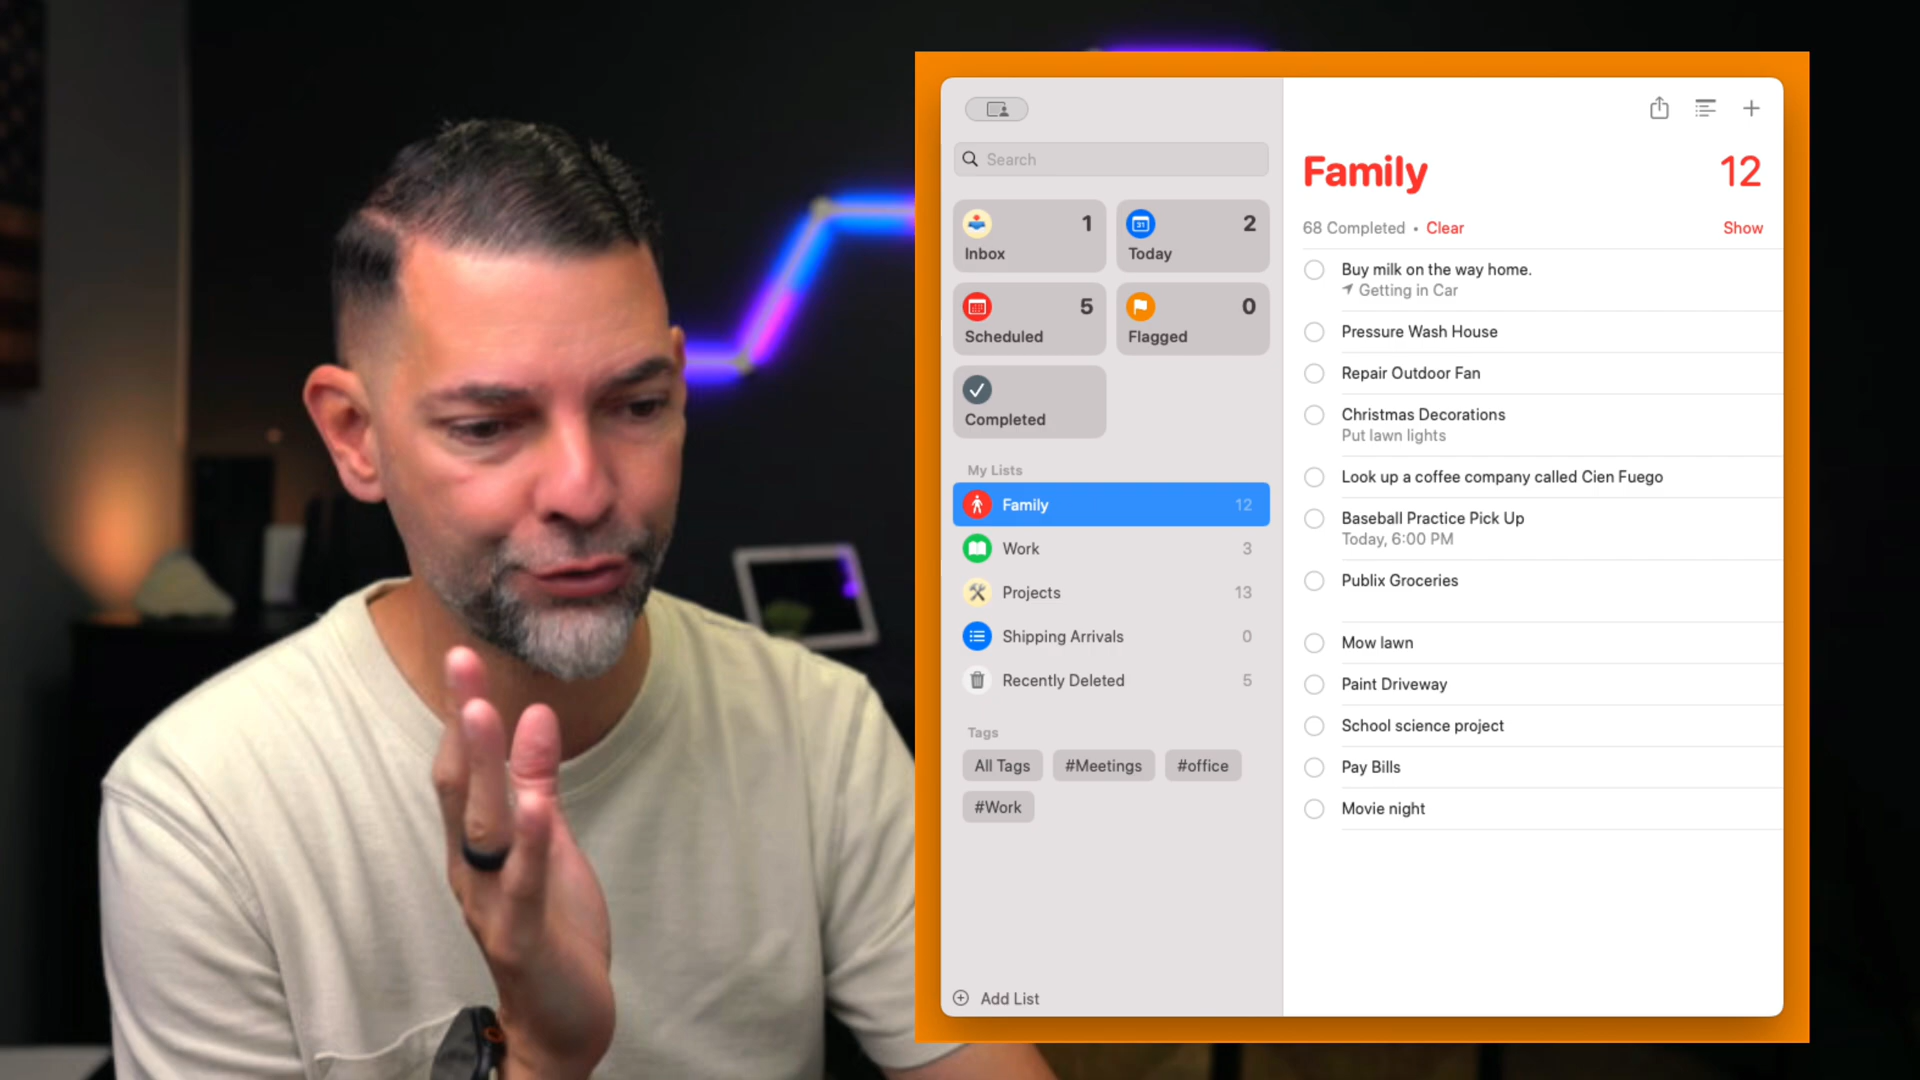 Search
1
Inbox
31
2
Today
5
Scheduled
0
Flagged
Completed
My Lists
Family 12
Work 3
Projects 13
Shipping Arrivals 0
Recently Deleted 5
Tags
All Tags #Meetings #office
#Work
Add List
Family 12
68 Completed • Clear Show
Buy milk on the way home.
Getting in Car
Pressure Wash House
Repair Outdoor Fan
Christmas Decorations
Put lawn lights
Look up a coffee company called Cien Fuego
Baseball Practice Pick Up
Today, 6:00 PM
Publix Groceries
Mow lawn
Paint Driveway
School science project
Pay Bills
Movie night